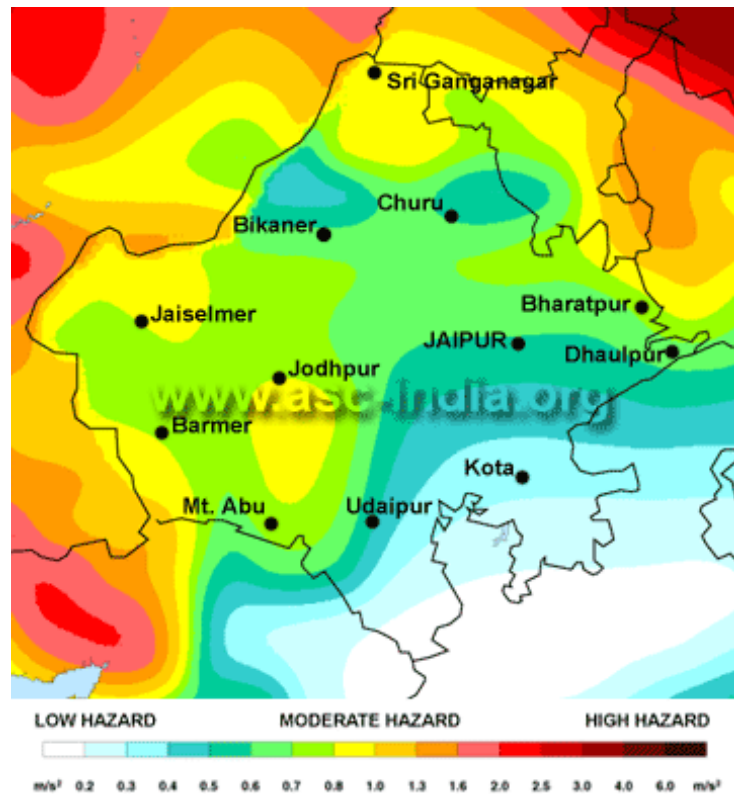 Sri Ganganagar
Churu
Bikaner
Bharatpur
Jaiselmer
JAIPUR
Dhaulpur
Jodhpur
www.asc-india.org
Barmer
Kota
Mt. Abu
Udaipur
LOW HAZARD MODERATE HAZARD HIGH HAZARD
m/s² 0.2 0.3 0.4 0.5 0.6 0.7 0.8 1.0 1.3 1.6 2.0 2.5 3.0 4.0 6.0 m/s²